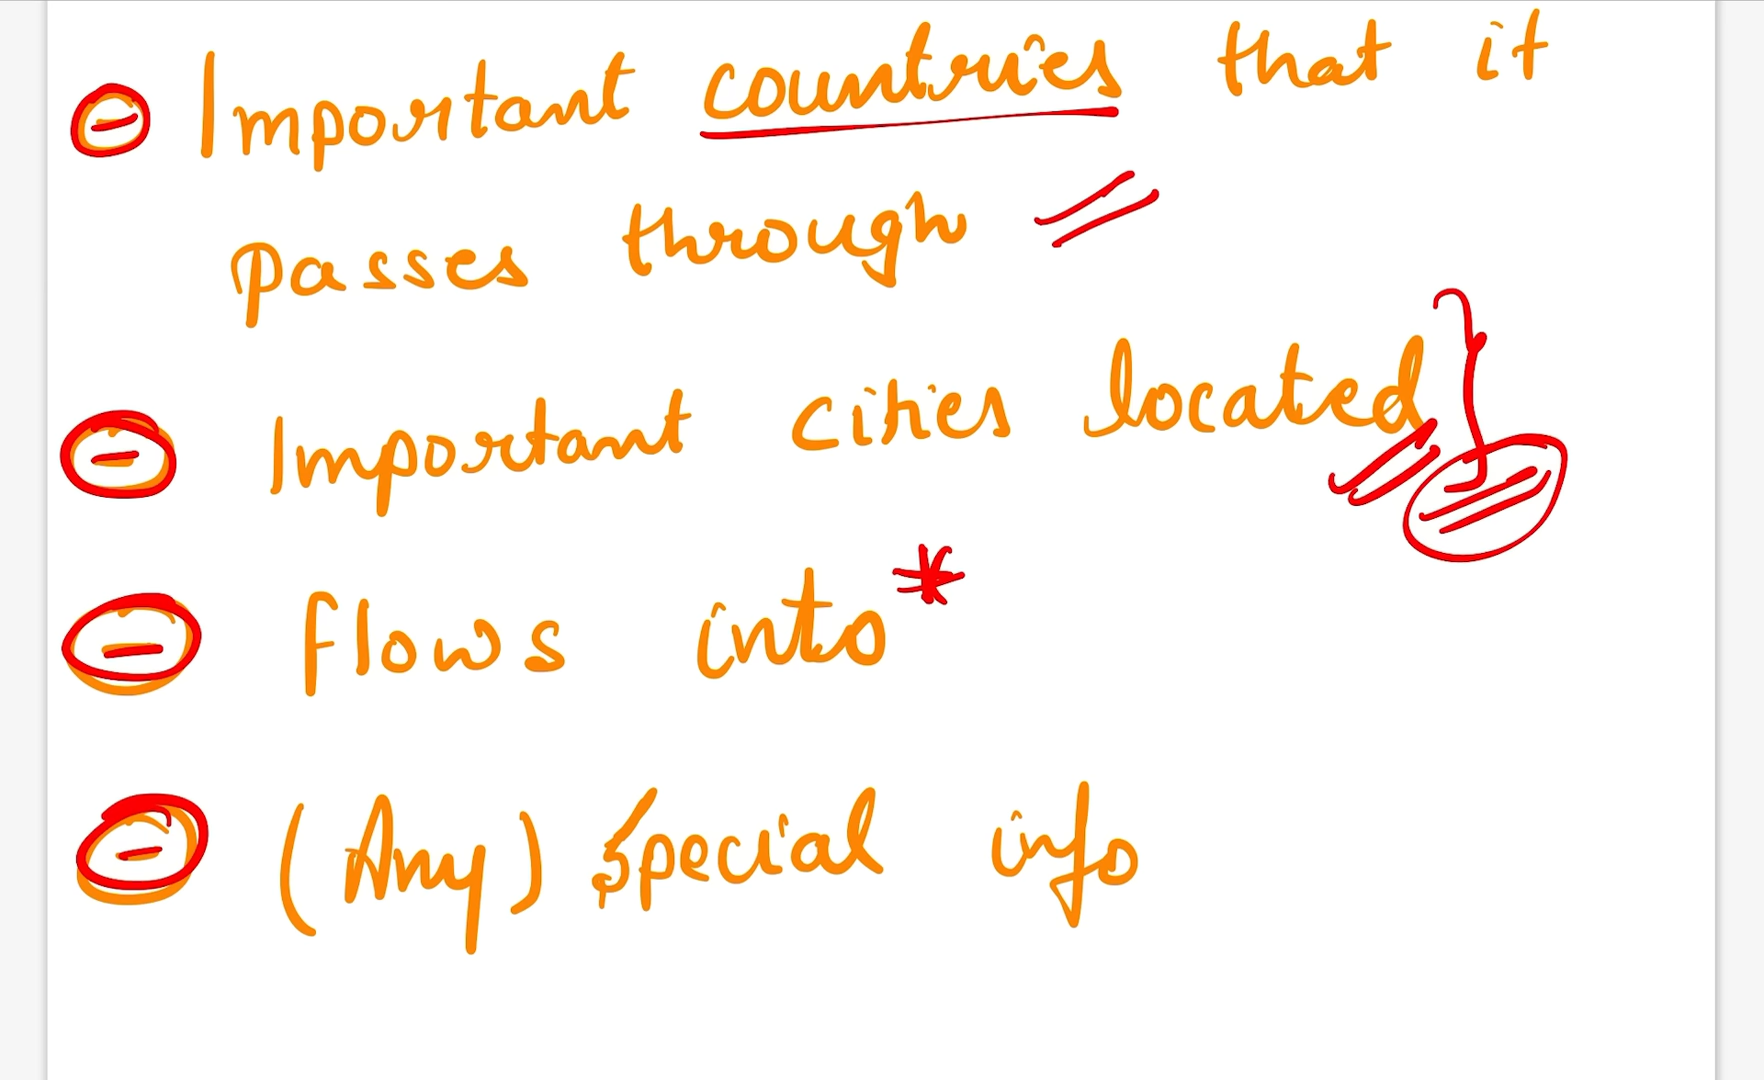 Important countries that it
passes through
Important cities located
flows into*
(Any) special info